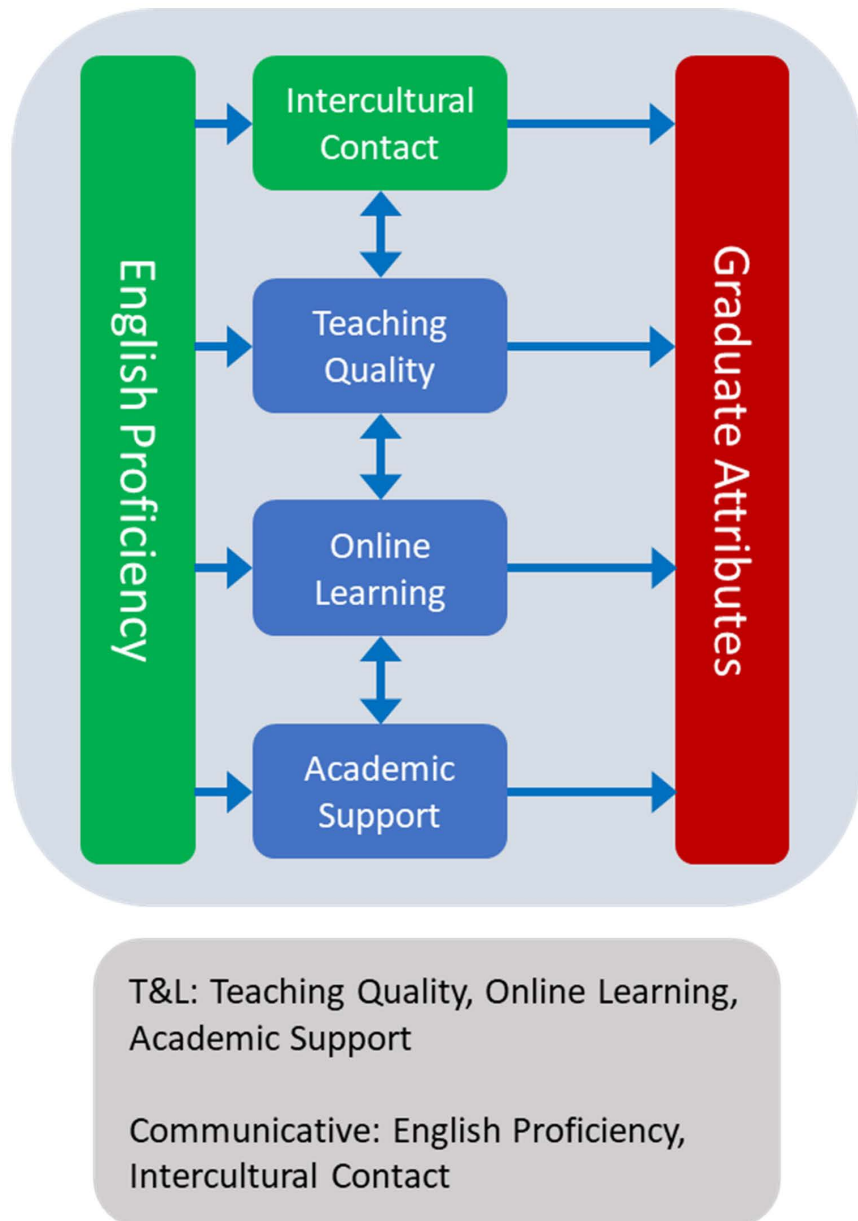 English Proficiency
Intercultural
Contact
Teaching
Quality
Online
Learning
Academic
Support
Graduate Attributes
T&L: Teaching Quality, Online Learning,
Academic Support
Communicative: English Proficiency,
Intercultural Contact